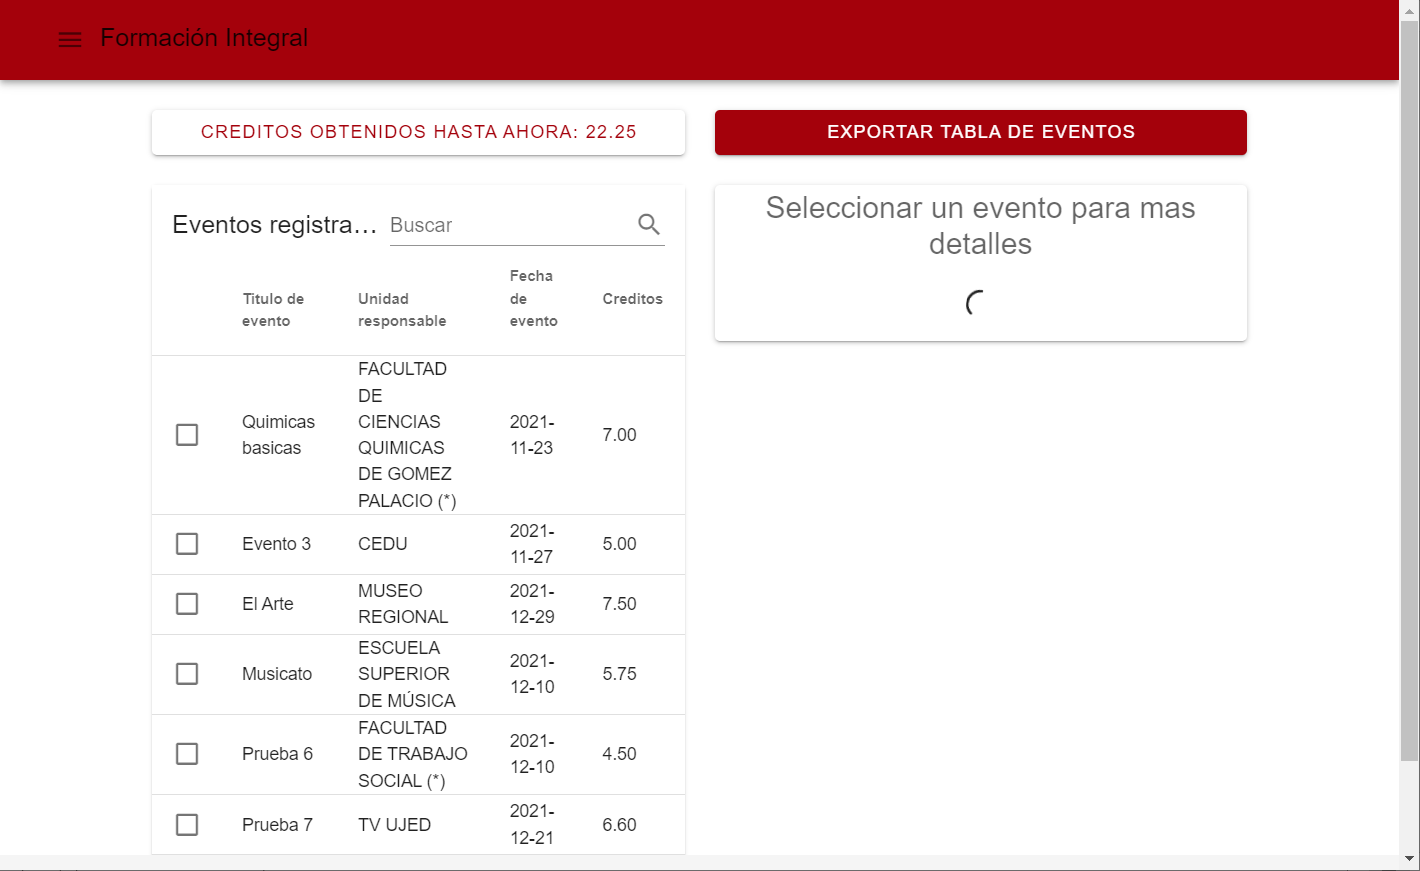 Formación Integral
CREDITOS OBTENIDOS HASTA AHORA: 22.25
EXPORTAR TABLA DE EVENTOS
Eventos registra...
Buscar
Seleccionar un evento para mas
detalles
Titulo de
evento
Unidad
responsable
Fecha
de
evento
Creditos
Quimicas
basicas
FACULTAD
DE
CIENCIAS
QUIMICAS
DE GOMEZ
PALACIO (*)
2021-
11-23
7.00
Evento 3
CEDU
2021-
11-27
5.00
El Arte
MUSEO
REGIONAL
2021-
12-29
7.50
Musicato
ESCUELA
SUPERIOR
DE MÚSICA
2021-
12-10
5.75
Prueba 6
FACULTAD
DE TRABAJO
SOCIAL (*)
2021-
12-10
4.50
Prueba 7
TV UJED
2021-
12-21
6.60